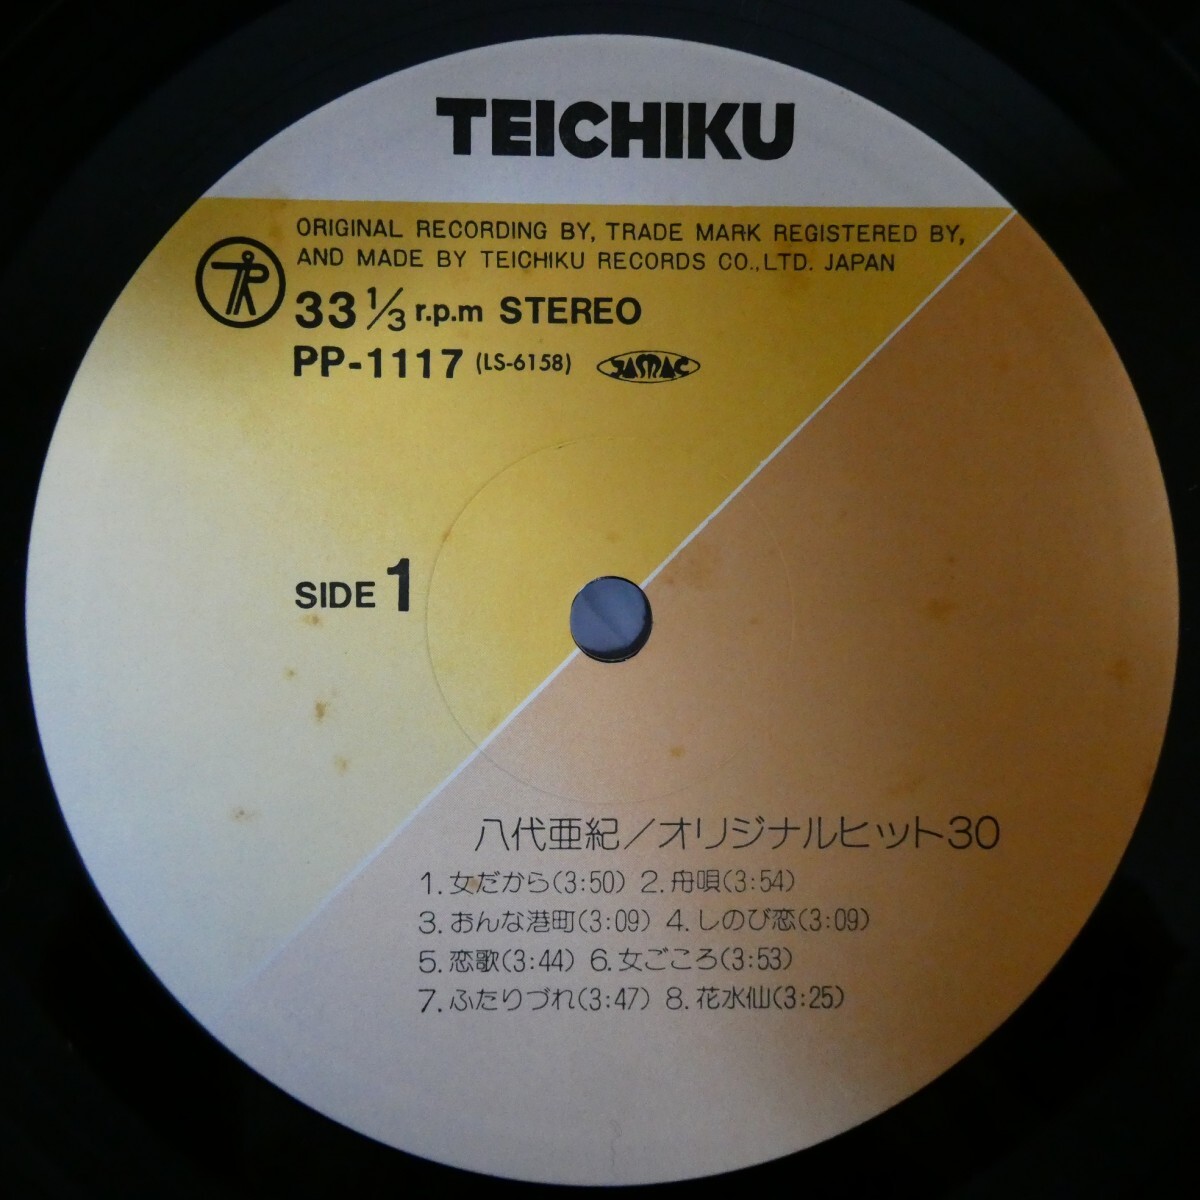 TEICHIKU
ORIGINAL RECORDING BY, TRADE MARK REGISTERED BY,
AND MADE BY TEICHIKU RECORDS CO.,LTD. JAPAN
33 1/3 r.p.m STEREO
PP-1117 (LS-6158) JASRAC
SIDE 1
八代亜紀/オリジナルヒット30
1. 女だから(3:50) 2. 舟唄(3:54)
3. おんな港町(3:09) 4. しのび恋(3:09)
5. 恋歌(3:44) 6. 女ごころ(3:53)
7. ふたりづれ(3:47) 8. 花水仙(3:25)